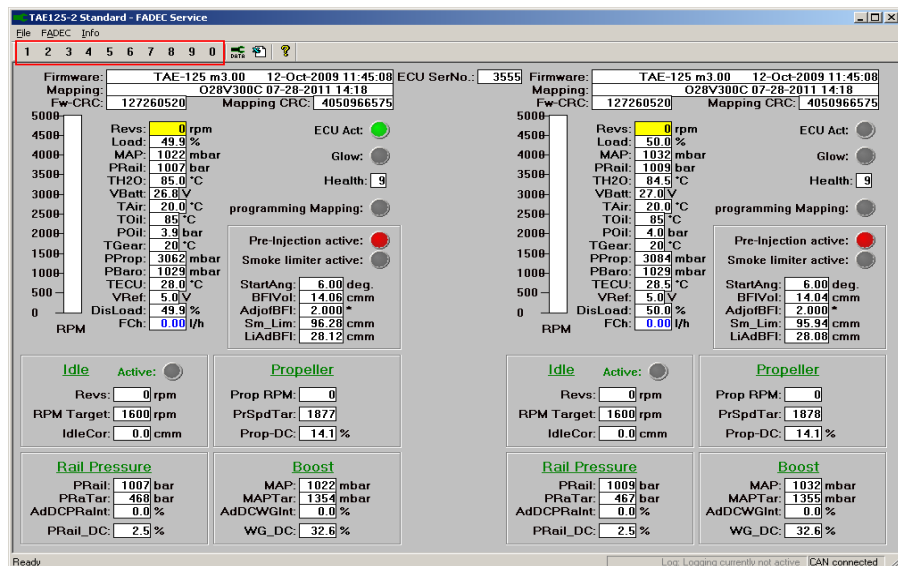 TAE125-2 Standard - FADEC Service
File FADEC Info
1 2 3 4 5 6 7 8 9 0 DATA ?
Firmware: TAE-125 m3.00 12-Oct-2009 11:45:08 ECU SerNo.: 3555 Firmware: TAE-125 m3.00 12-Oct-2009 11:45:08
Mapping: O28V300C 07-28-2011 14:18 Mapping: O28V300C 07-28-2011 14:18
Fw-CRC: 127260520 Mapping CRC: 4050966575 Fw-CRC: 127260520 Mapping CRC: 4050966575
5000 5000
Revs: 0 rpm ECU Act: Revs: 0 rpm ECU Act:
4500 4500
Load: 49.9 % Load: 50.0 %
4000 MAP: 1022 mbar Glow: 4000 MAP: 1032 mbar Glow:
PRail: 1007 bar PRail: 1009 bar
3500 TH2O: 85.0 °C Health: 9 3500 TH2O: 84.5 °C Health: 9
3000 VBatt: 26.8 V 3000 VBatt: 27.0 V
TAir: 20.0 °C programming Mapping: TAir: 20.0 °C programming Mapping:
2500 TOil: 85 °C 2500 TOil: 85 °C
2000 POil: 3.9 bar 2000 POil: 4.0 bar
TGear: 20 °C Pre-Injection active: TGear: 20 °C Pre-Injection active:
1500 PProp: 3062 mbar Smoke limiter active: 1500 PProp: 3084 mbar Smoke limiter active:
1000 PBaro: 1029 mbar 1000 PBaro: 1029 mbar
TECU: 28.0 °C StartAng: 6.00 deg. TECU: 28.5 °C StartAng: 6.00 deg.
500 VRef: 5.0 V BFIVol: 14.06 cmm 500 VRef: 5.0 V BFIVol: 14.04 cmm
0 DisLoad: 49.9 % AdjofBFI: 2.000 ° 0 DisLoad: 50.0 % AdjofBFI: 2.000 °
RPM FCh: 0.00 l/h Sm_Lim: 96.28 cmm RPM FCh: 0.00 l/h Sm_Lim: 95.94 cmm
LiAdBFI: 28.12 cmm LiAdBFI: 28.08 cmm
Idle Active: Propeller Idle Active: Propeller
Revs: 0 rpm Prop RPM: 0 Revs: 0 rpm Prop RPM: 0
RPM Target: 1600 rpm PrSpdTar: 1877 RPM Target: 1600 rpm PrSpdTar: 1878
IdleCor: 0.0 cmm Prop-DC: 14.1 % IdleCor: 0.0 cmm Prop-DC: 14.1 %
Rail Pressure Boost Rail Pressure Boost
PRail: 1007 bar MAP: 1022 mbar PRail: 1009 bar MAP: 1032 mbar
PRaTar: 468 bar MAPTar: 1354 mbar PRaTar: 467 bar MAPTar: 1355 mbar
AdDCPRaInt: 0.0 % AdDCWGInt: 0.0 % AdDCPRaInt: 0.0 % AdDCWGInt: 0.0 %
PRail_DC: 2.5 % WG_DC: 32.6 % PRail_DC: 2.5 % WG_DC: 32.6 %
Ready Log: Logging currently not active CAN connected